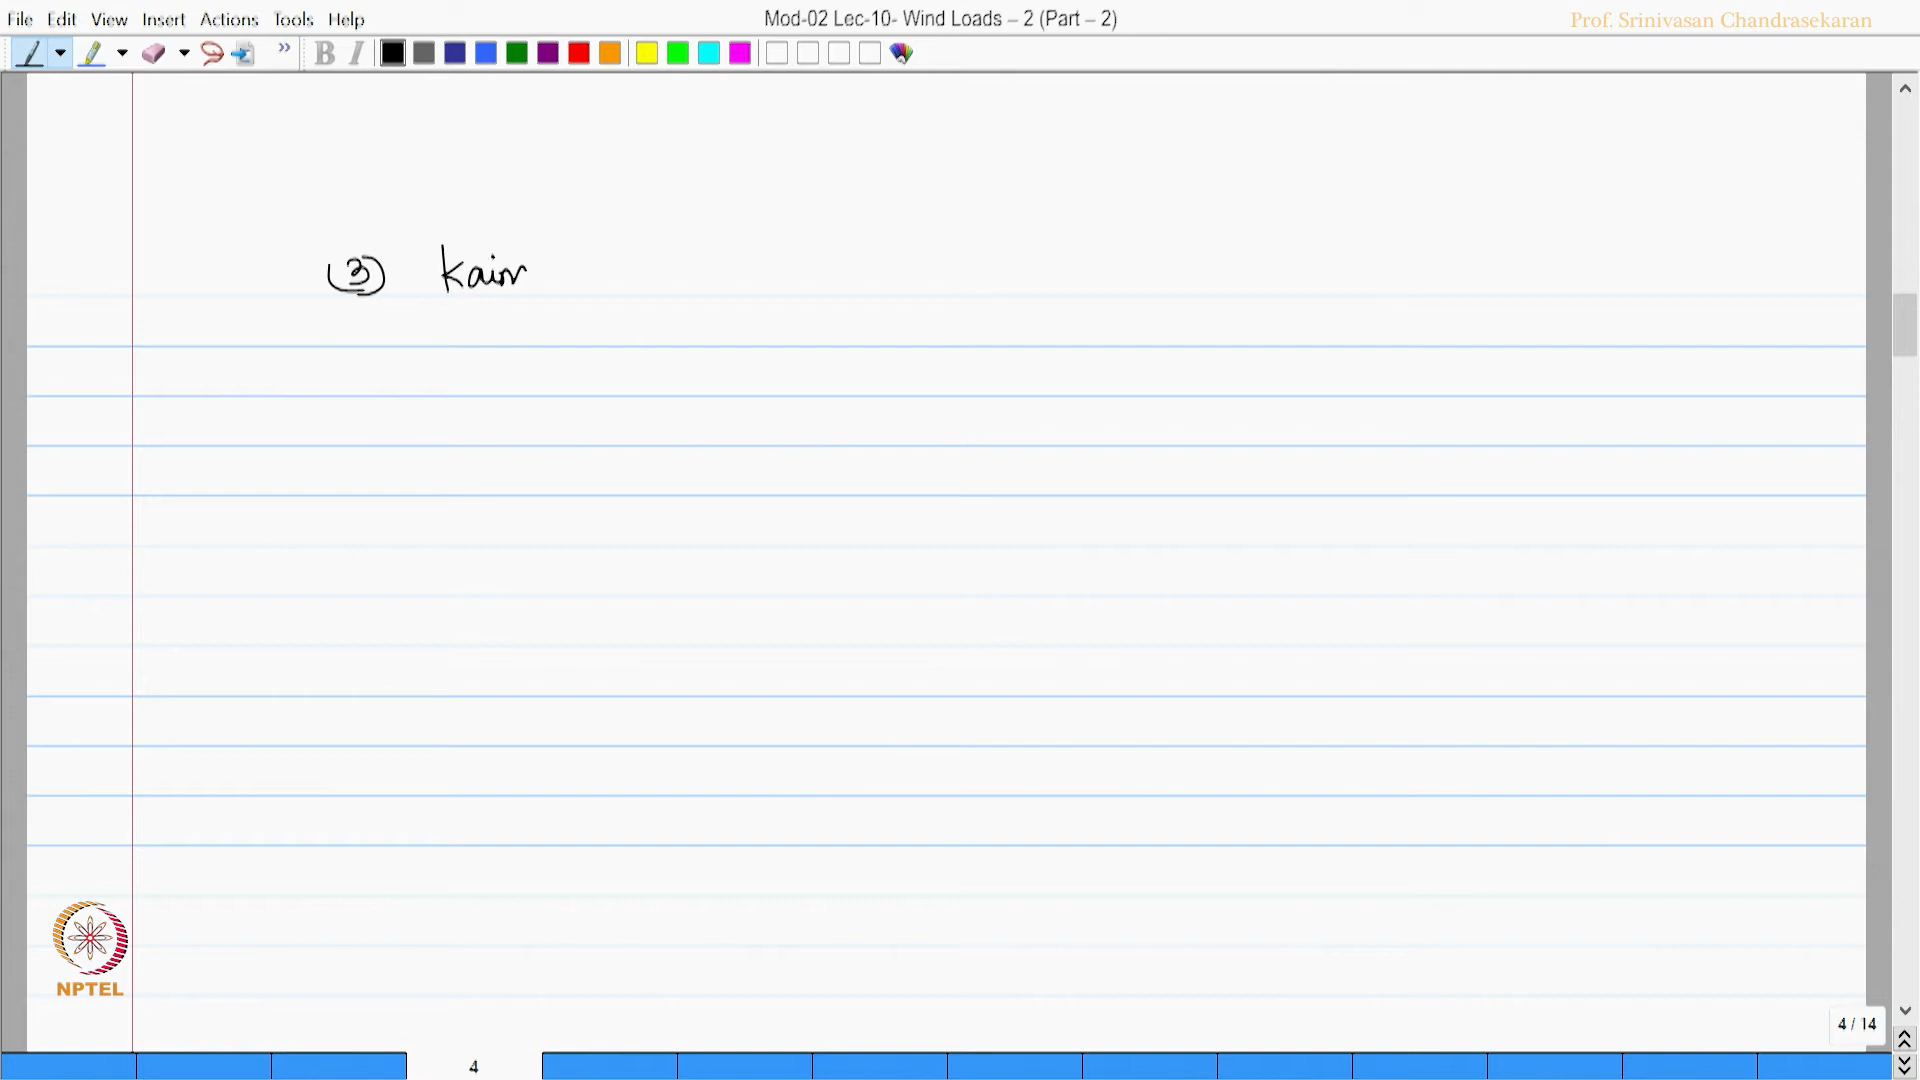 File Edit View Insert Actions Tools Help
Mod-02 Lec-10- Wind Loads – 2 (Part – 2)
Prof. Srinivasan Chandrasekaran
B I
(3) Kaim
NPTEL
4 / 14
4